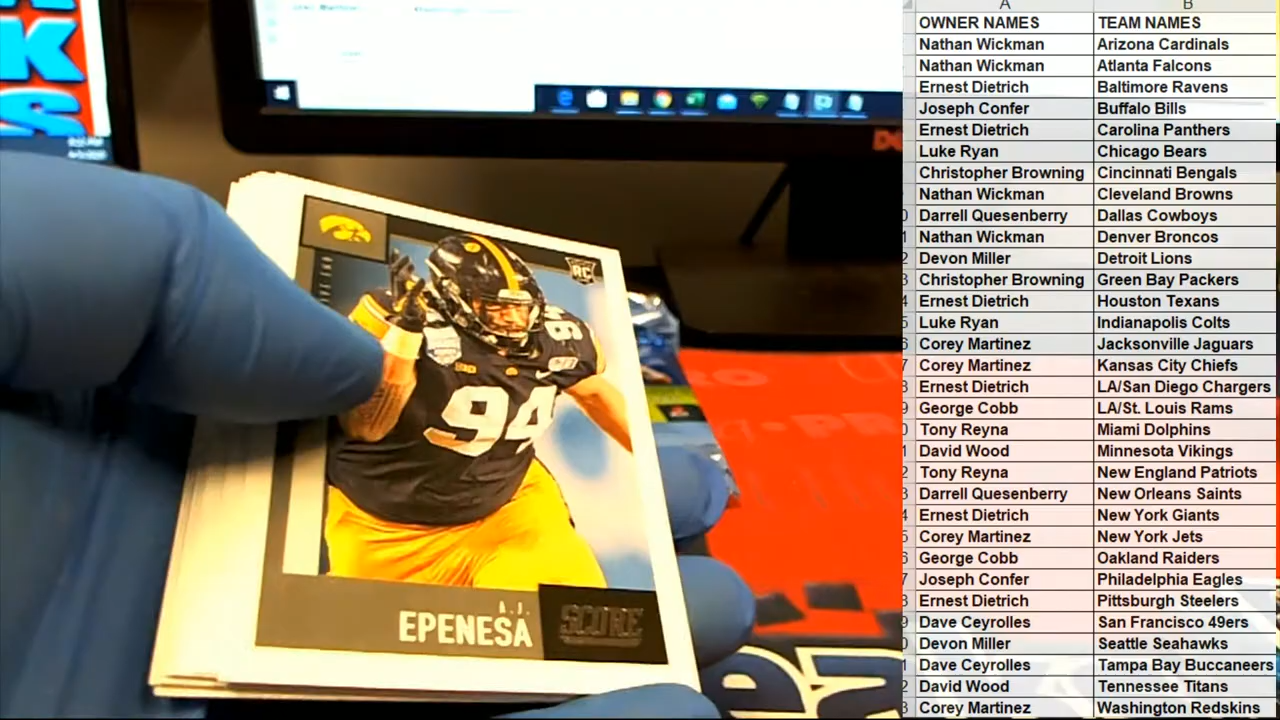 K
S
A B
OWNER NAMES TEAM NAMES
Nathan Wickman Arizona Cardinals
Nathan Wickman Atlanta Falcons
Ernest Dietrich Baltimore Ravens
Joseph Confer Buffalo Bills
Ernest Dietrich Carolina Panthers
Luke Ryan Chicago Bears
Christopher Browning Cincinnati Bengals
Nathan Wickman Cleveland Browns
Darrell Quesenberry Dallas Cowboys
Nathan Wickman Denver Broncos
Devon Miller Detroit Lions
Christopher Browning Green Bay Packers
Ernest Dietrich Houston Texans
Luke Ryan Indianapolis Colts
Corey Martinez Jacksonville Jaguars
Corey Martinez Kansas City Chiefs
Ernest Dietrich LA/San Diego Chargers
George Cobb LA/St. Louis Rams
Tony Reyna Miami Dolphins
David Wood Minnesota Vikings
Tony Reyna New England Patriots
Darrell Quesenberry New Orleans Saints
Ernest Dietrich New York Giants
Corey Martinez New York Jets
George Cobb Oakland Raiders
Joseph Confer Philadelphia Eagles
Ernest Dietrich Pittsburgh Steelers
Dave Ceyrolles San Francisco 49ers
Devon Miller Seattle Seahawks
Dave Ceyrolles Tampa Bay Buccaneers
David Wood Tennessee Titans
Corey Martinez Washington Redskins
RC
94
94
A.J.
EPENESA
SCORE